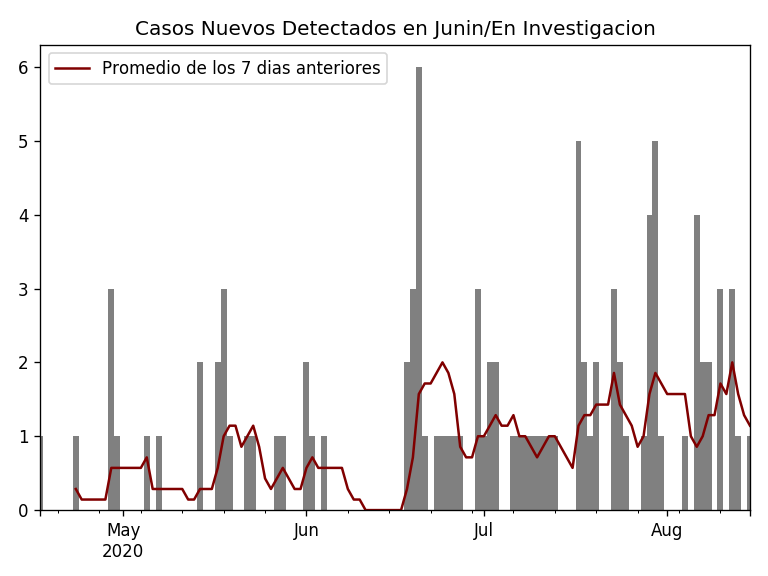 Casos Nuevos Detectados en Junin/En Investigacion
Promedio de los 7 dias anteriores
6
5
4
3
2
1
0
May
2020
Jun
Jul
Aug